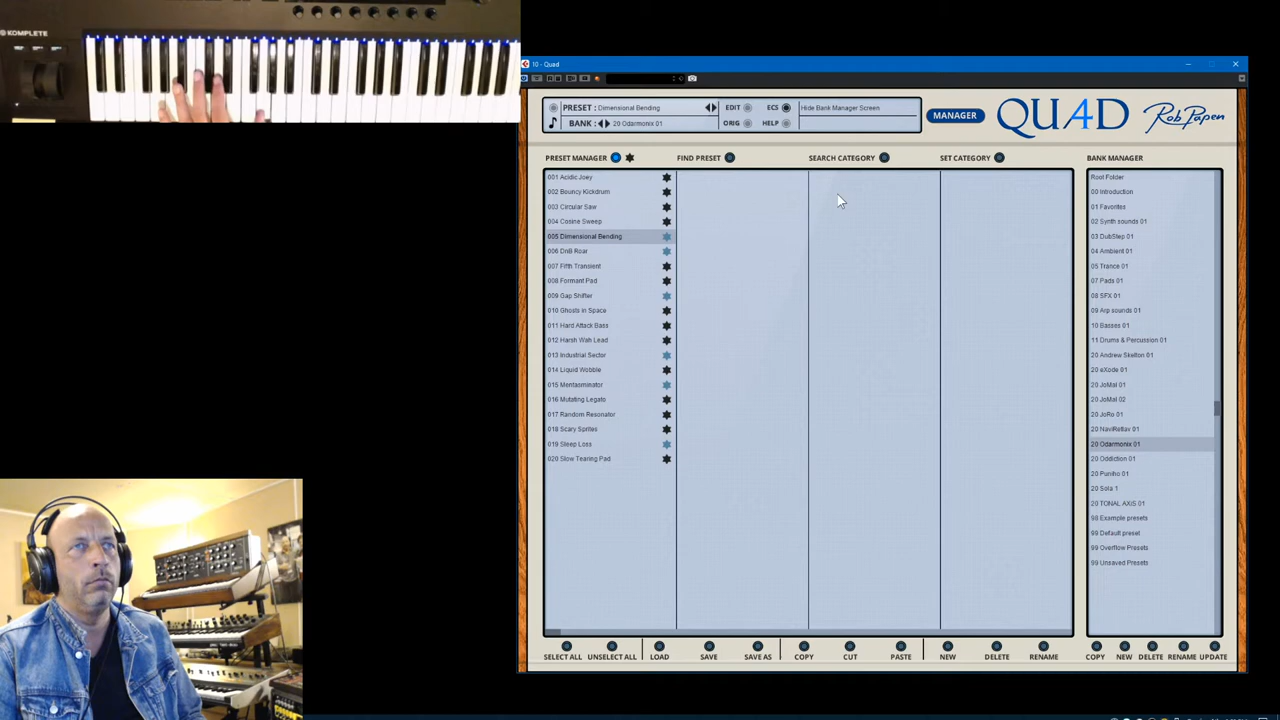 KOMPLETE
10 - Quad
PRESET : Dimensional Bending
EDIT
ECS
Hide Bank Manager Screen
BANK : 20 Odarmonix 01
ORIG
HELP
MANAGER
QUAD
Rob Papen
PRESET MANAGER
FIND PRESET
SEARCH CATEGORY
SET CATEGORY
BANK MANAGER
001 Acidic Joey
002 Bouncy Kickdrum
003 Circular Saw
004 Cosine Sweep
005 Dimensional Bending
006 DnB Roar
007 Fifth Transient
008 Formant Pad
009 Gap Shifter
010 Ghosts in Space
011 Hard Attack Bass
012 Harsh Wah Lead
013 Industrial Sector
014 Liquid Wobble
015 Mentasminator
016 Mutating Legato
017 Random Resonator
018 Scary Sprites
019 Sleep Loss
020 Slow Tearing Pad
Root Folder
00 Introduction
01 Favorites
02 Synth sounds 01
03 DubStep 01
04 Ambient 01
05 Trance 01
07 Pads 01
08 SFX 01
09 Arp sounds 01
10 Basses 01
11 Drums & Percussion 01
20 Andrew Skelton 01
20 eXode 01
20 JoMal 01
20 JoMal 02
20 JoRo 01
20 NaviRetlav 01
20 Odarmonix 01
20 Oddiction 01
20 Puniho 01
20 Sola 1
20 TONAL AXiS 01
98 Example presets
99 Default preset
99 Overflow Presets
99 Unsaved Presets
SELECT ALL
UNSELECT ALL
LOAD
SAVE
SAVE AS
COPY
CUT
PASTE
NEW
DELETE
RENAME
COPY
NEW
DELETE
RENAME
UPDATE